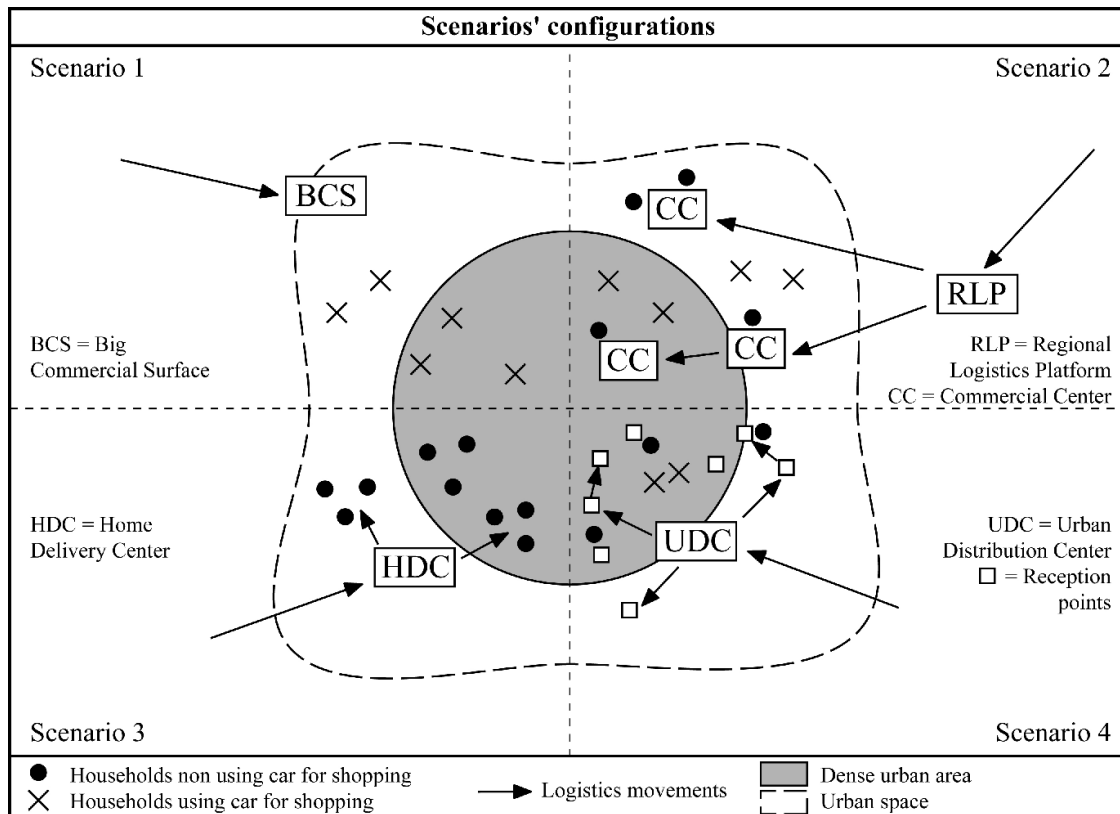 Scenarios' configurations
Scenario 1
Scenario 2
BCS
CC
RLP
CC
CC
BCS = Big
Commercial Surface
RLP = Regional
Logistics Platform
CC = Commercial Center
HDC = Home
Delivery Center
HDC
UDC
UDC = Urban
Distribution Center
= Reception
points
Scenario 3
Scenario 4
Households non using car for shopping
Households using car for shopping
Logistics movements
Dense urban area
Urban space